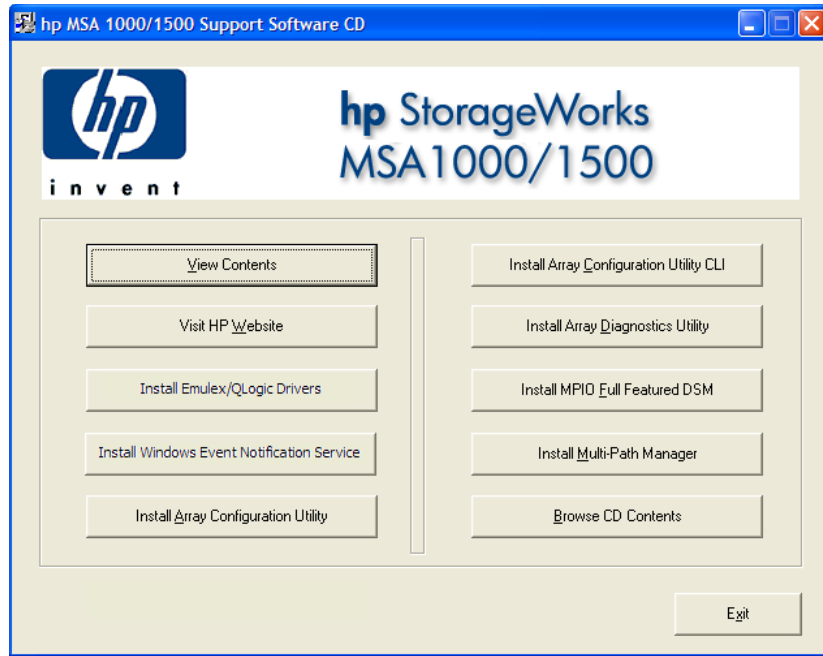 hp MSA 1000/1500 Support Software CD
hp
invent
hp StorageWorks
MSA1000/1500
View Contents
Visit HP Website
Install Emulex/QLogic Drivers
Install Windows Event Notification Service
Install Array Configuration Utility
Install Array Configuration Utility CLI
Install Array Diagnostics Utility
Install MPIO Full Featured DSM
Install Multi-Path Manager
Browse CD Contents
Exit